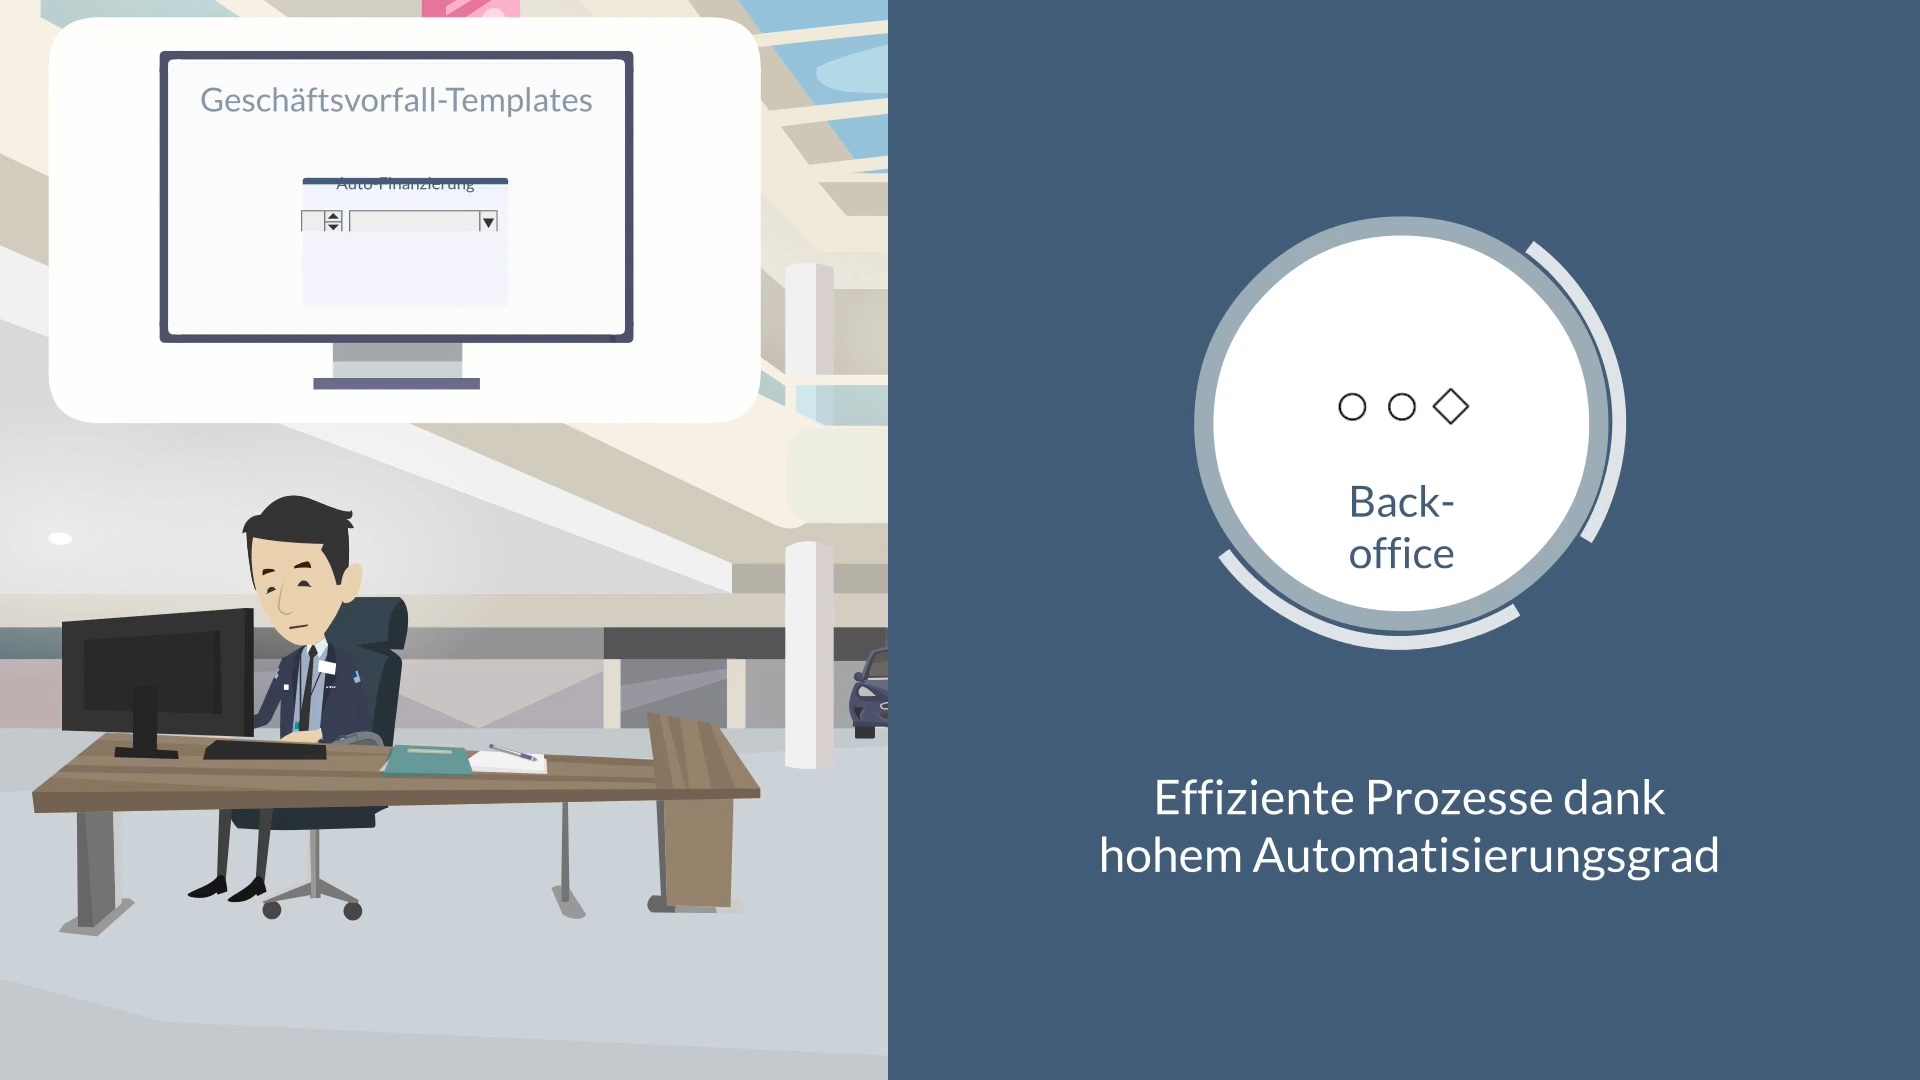 Geschäftsvorfall-Templates
Auto-Finanzierung
Back-
office
Effiziente Prozesse dank
hohem Automatisierungsgrad